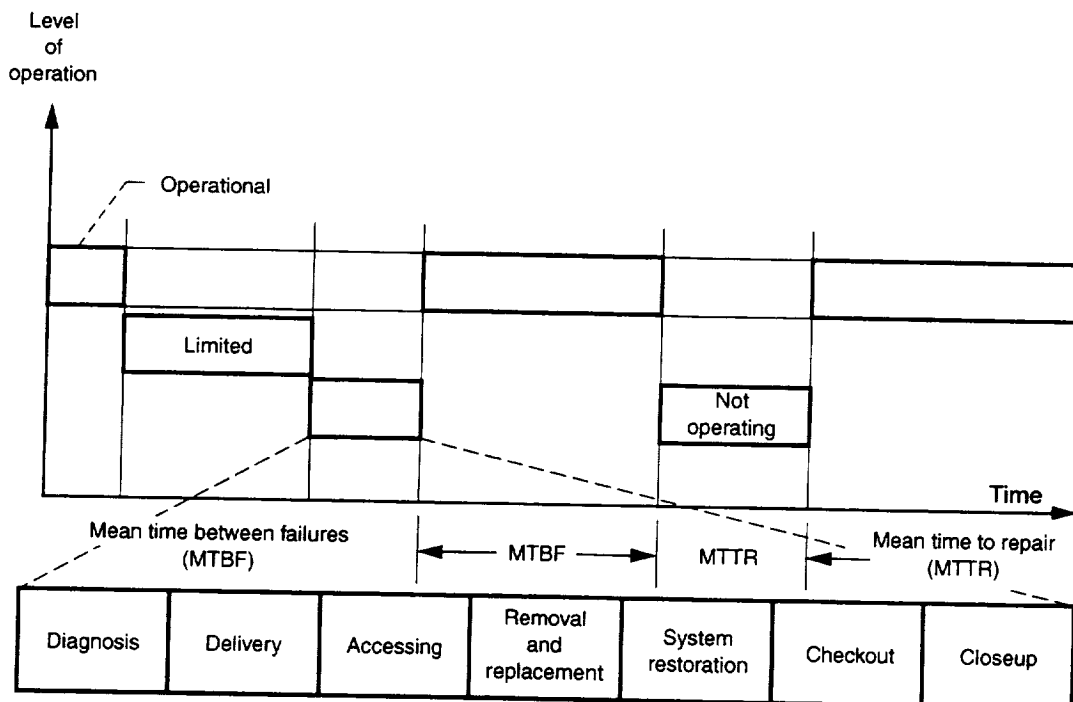 Level
of
operation
Operational
Limited
Not
operating
Time
Mean time between failures
(MTBF)
MTBF
MTTR
Mean time to repair
(MTTR)
Diagnosis
Delivery
Accessing
Removal
and
replacement
System
restoration
Checkout
Closeup